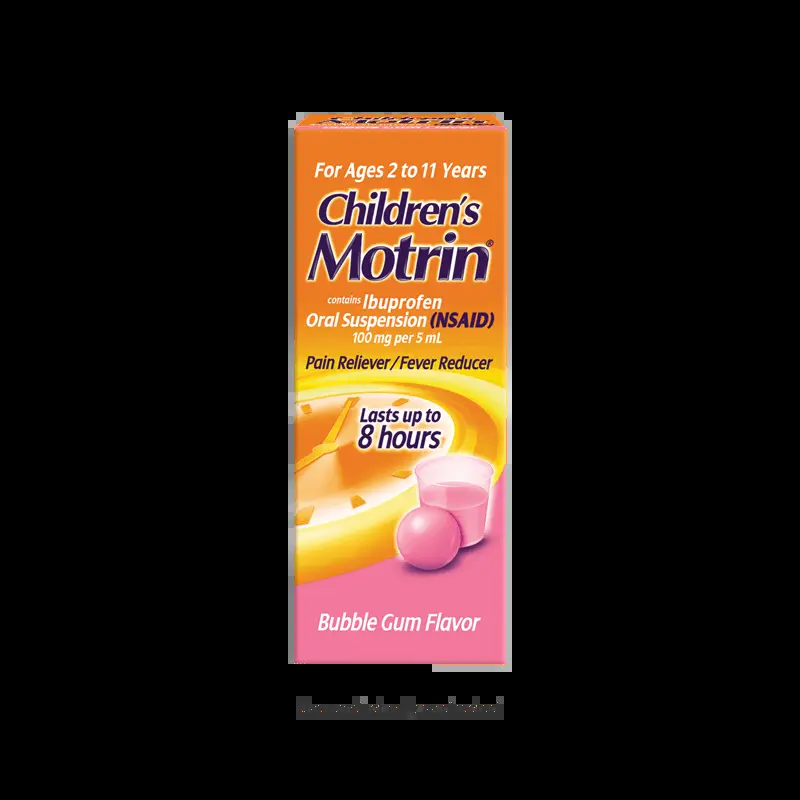 For Ages 2 to 11 Years
Children's
Motrin®
contains Ibuprofen
Oral Suspension (NSAID)
100 mg per 5 mL
Pain Reliever/Fever Reducer
Lasts up to
8 hours
Bubble Gum Flavor